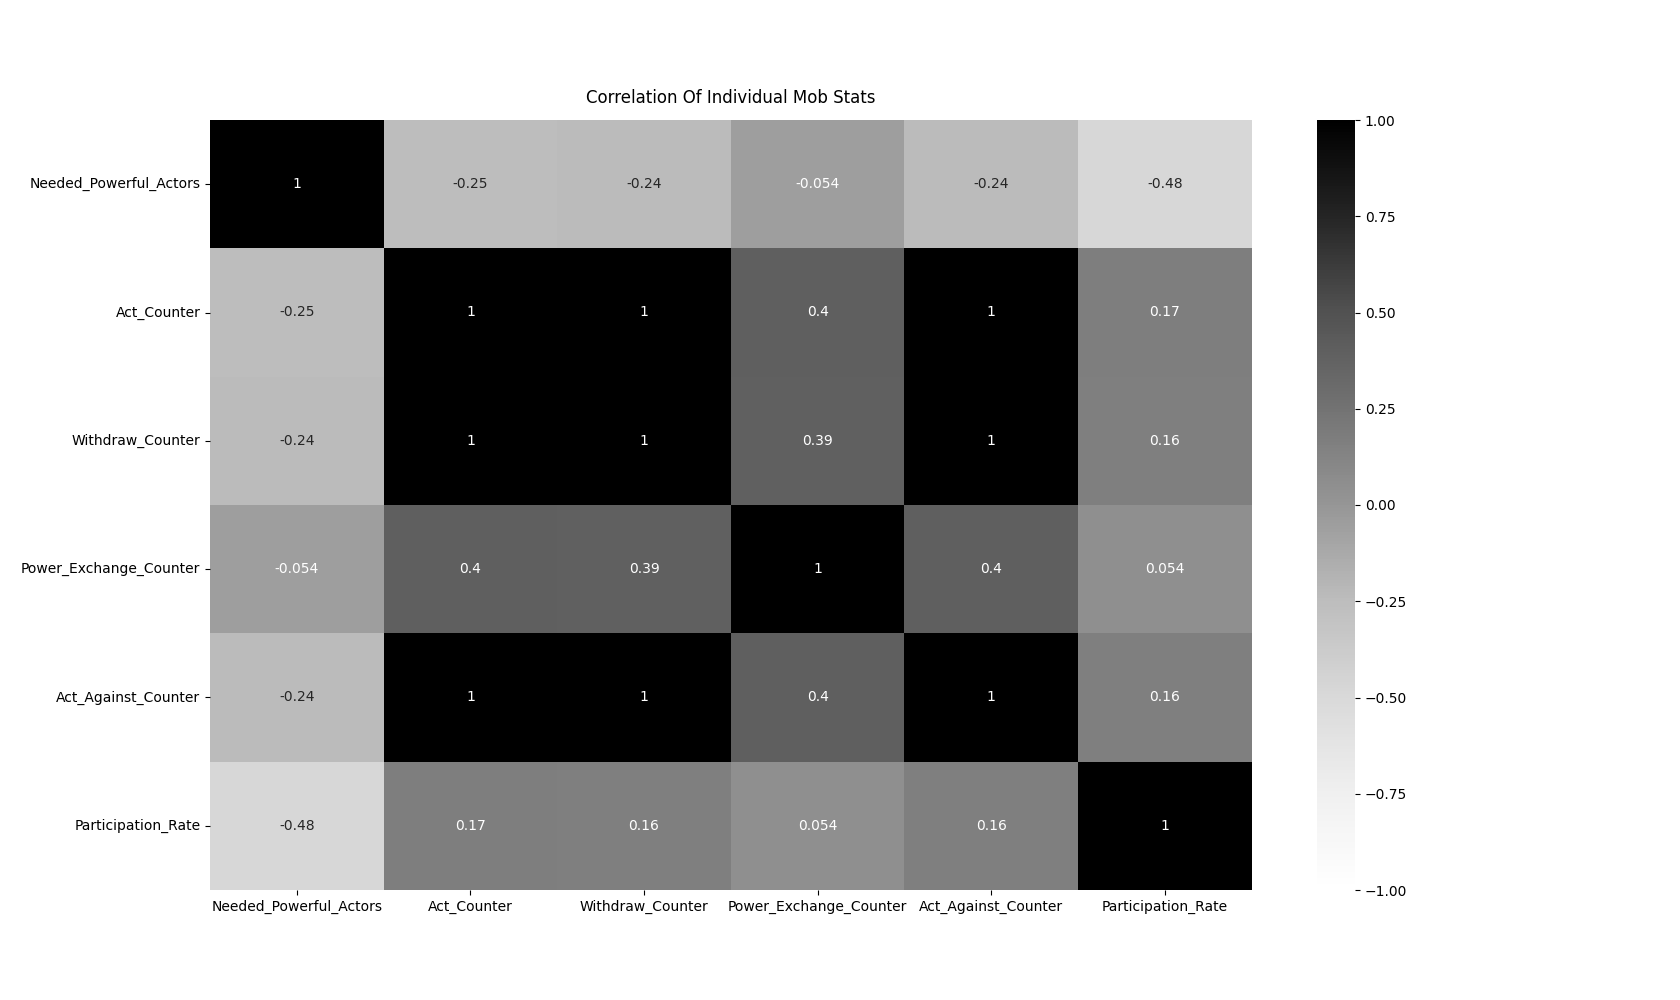 Correlation Of Individual Mob Stats
Needed_Powerful_Actors 1 -0.25 -0.24 -0.054 -0.24 -0.48
Act_Counter -0.25 1 1 0.4 1 0.17
Withdraw_Counter -0.24 1 1 0.39 1 0.16
Power_Exchange_Counter -0.054 0.4 0.39 1 0.4 0.054
Act_Against_Counter -0.24 1 1 0.4 1 0.16
Participation_Rate -0.48 0.17 0.16 0.054 0.16 1
Needed_Powerful_Actors Act_Counter Withdraw_Counter Power_Exchange_Counter Act_Against_Counter Participation_Rate
1.00
0.75
0.50
0.25
0.00
−0.25
−0.50
−0.75
−1.00